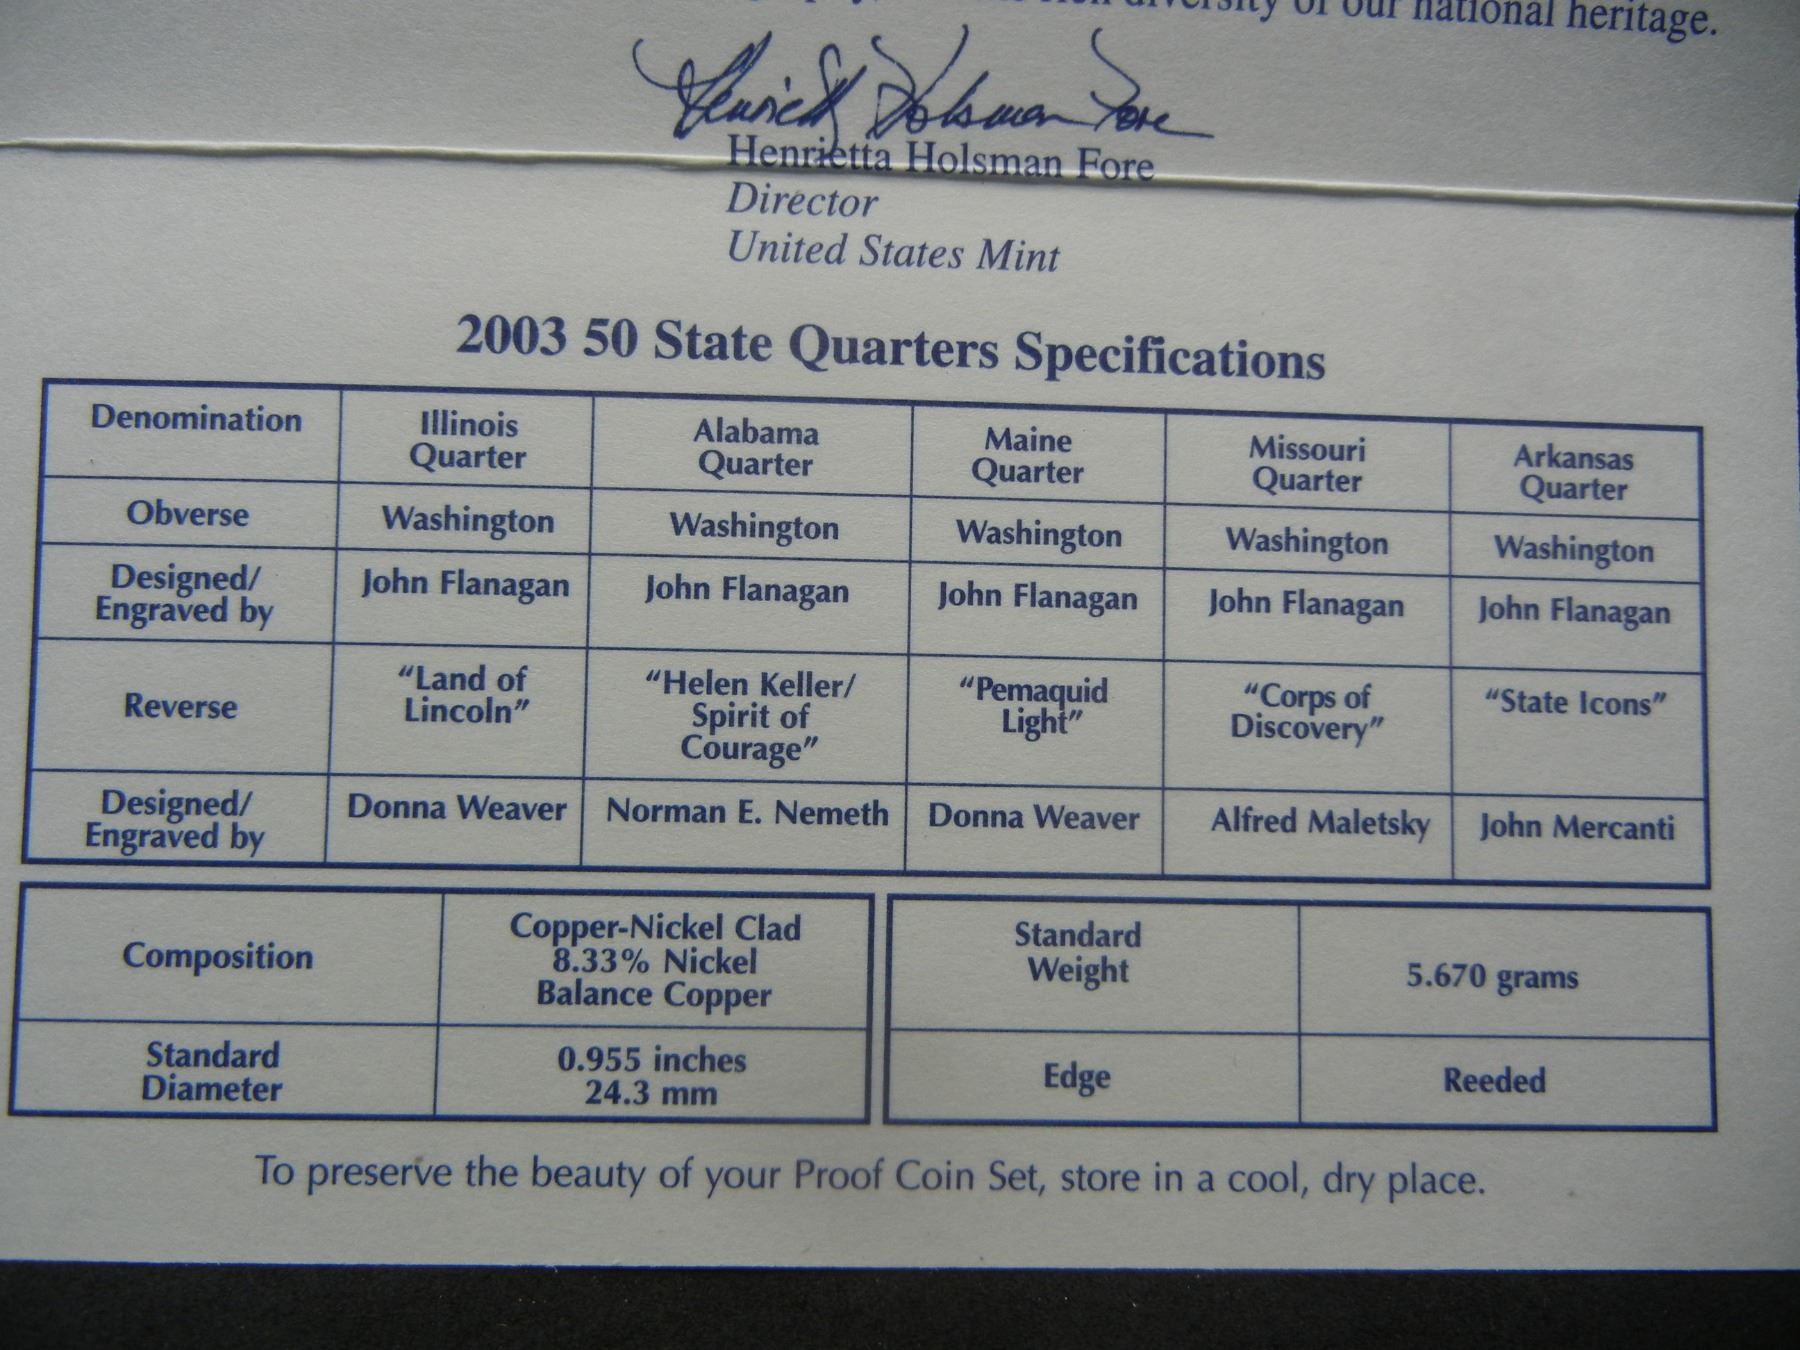 diversity of our national heritage.
Henrietta Holsman Fore
Henrietta Holsman Fore
Director
United States Mint
2003 50 State Quarters Specifications
Denomination
Illinois
Quarter
Alabama
Quarter
Maine
Quarter
Missouri
Quarter
Arkansas
Quarter
Obverse
Washington
Washington
Washington
Washington
Washington
Designed/
Engraved by
John Flanagan
John Flanagan
John Flanagan
John Flanagan
John Flanagan
Reverse
“Land of
Lincoln”
“Helen Keller/
Spirit of
Courage”
“Pemaquid
Light”
“Corps of
Discovery”
“State Icons”
Designed/
Engraved by
Donna Weaver
Norman E. Nemeth
Donna Weaver
Alfred Maletsky
John Mercanti
Composition
Copper-Nickel Clad
8.33% Nickel
Balance Copper
Standard
Diameter
0.955 inches
24.3 mm
Standard
Weight
5.670 grams
Edge
Reeded
To preserve the beauty of your Proof Coin Set, store in a cool, dry place.